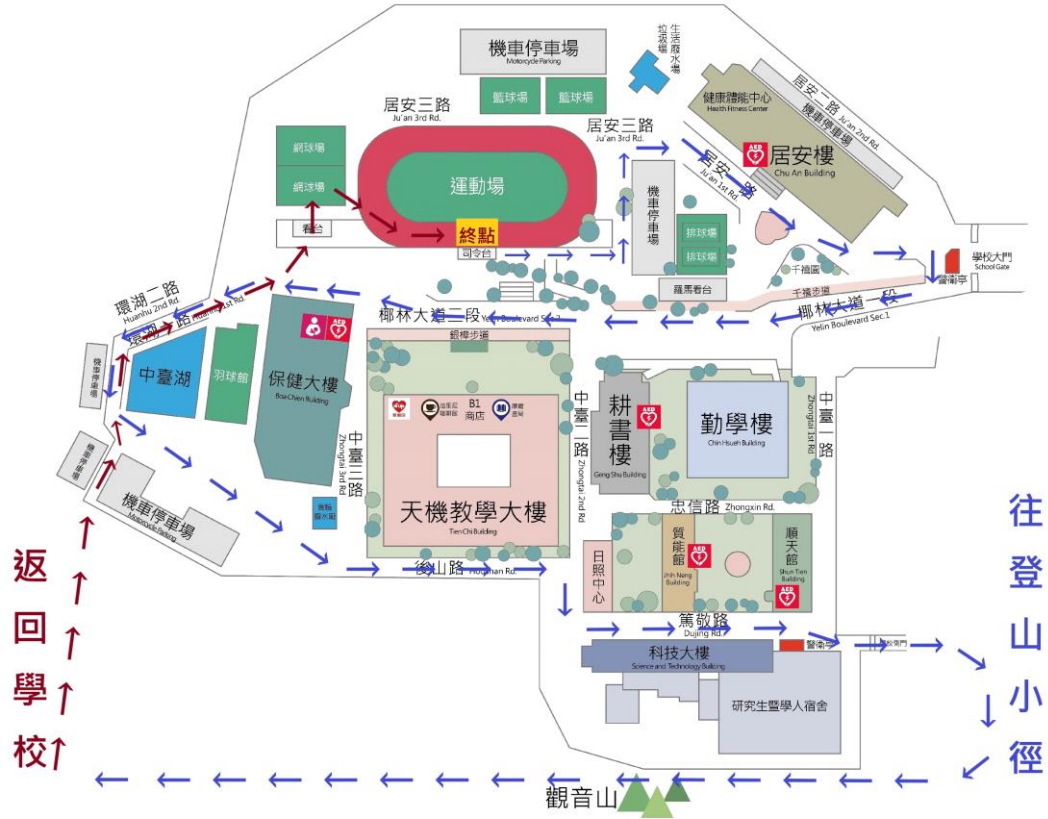 機車停車場
Motorcycle Parking
籃球場
籃球場
生活廢水場
垃圾場
健康體能中心
Health Fitness Center
居安二路 Ju'an 2nd Rd.
機車停車場
AED
居安樓
Chu An Building
居安三路
Ju'an 3rd Rd.
居安三路
Ju'an 3rd Rd.
居安一路
Ju'an 1st Rd.
網球場
網球場
運動場
看台
終點
司令台
機車停車場
排球場
排球場
羅馬看台
千禧園
千禧步道
警衛亭
學校大門
School Gate
椰林大道一段
Yelin Boulevard Sec.1
椰林大道二段 Yelin Boulevard Sec.2
銀樺步道
環湖二路
Huanhu 2nd Rd.
環湖一路 Huanhu 1st Rd.
機車停車場
中臺湖
羽球館
AED
保健大樓
Boa-Chien Building
中臺三路
Zhongtai 3rd Rd
B1
商店
天機教學大樓
Tien Chi Building
中臺二路
Zhongtai 2nd Rd
耕書樓
Geng Shu Building
AED
勤學樓
Chin Hsueh Building
中臺一路
Zhongtai 1st Rd
忠信路 Zhongxin Rd.
機車停車場
機車停車場
Motorcycle Parking
後山路 Houshan Rd.
日照中心
質能館
Jhih Neng Building
AED
順天館
Shun Tien Building
AED
篤敬路
Dujing Rd.
科技大樓
Science and Technology Building
警衛亭
研究生暨學人宿舍
往登山小徑
返回學校
觀音山